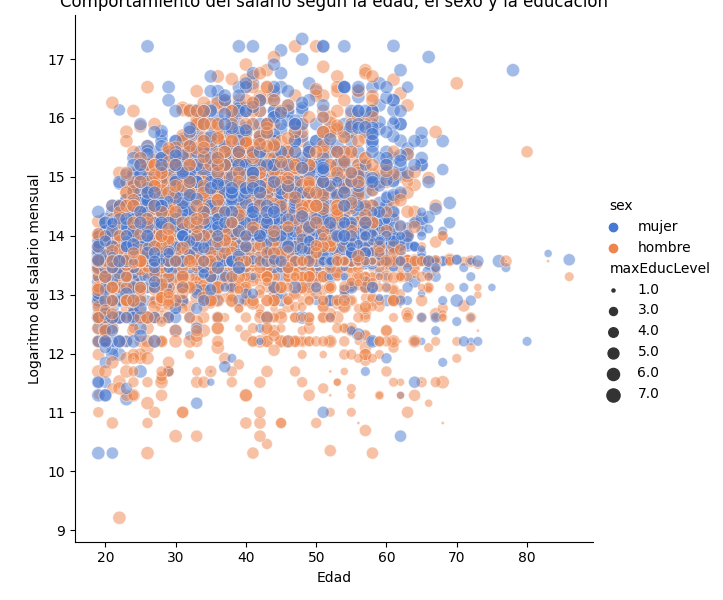 Comportamiento del salario según la edad, el sexo y la educación
17
16
15
14
13
12
11
10
9
Logaritmo del salario mensual
20 30 40 50 60 70 80
Edad
sex
mujer
hombre
maxEducLevel
1.0
3.0
4.0
5.0
6.0
7.0